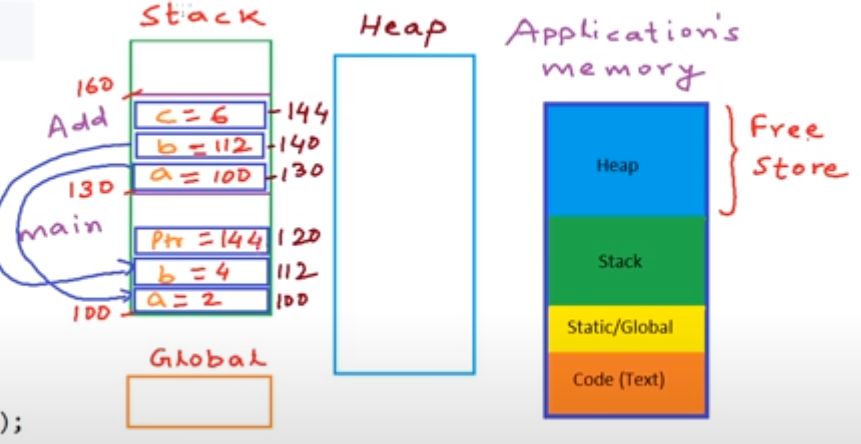 Stack
Heap
Application's
memory
160
Add
c = 6
144
b = 112
140
a = 100
130
130
main
Ptr = 144
120
b = 4
112
a = 2
100
100
Global
Heap
Stack
Static/Global
Code (Text)
Free
Store
);